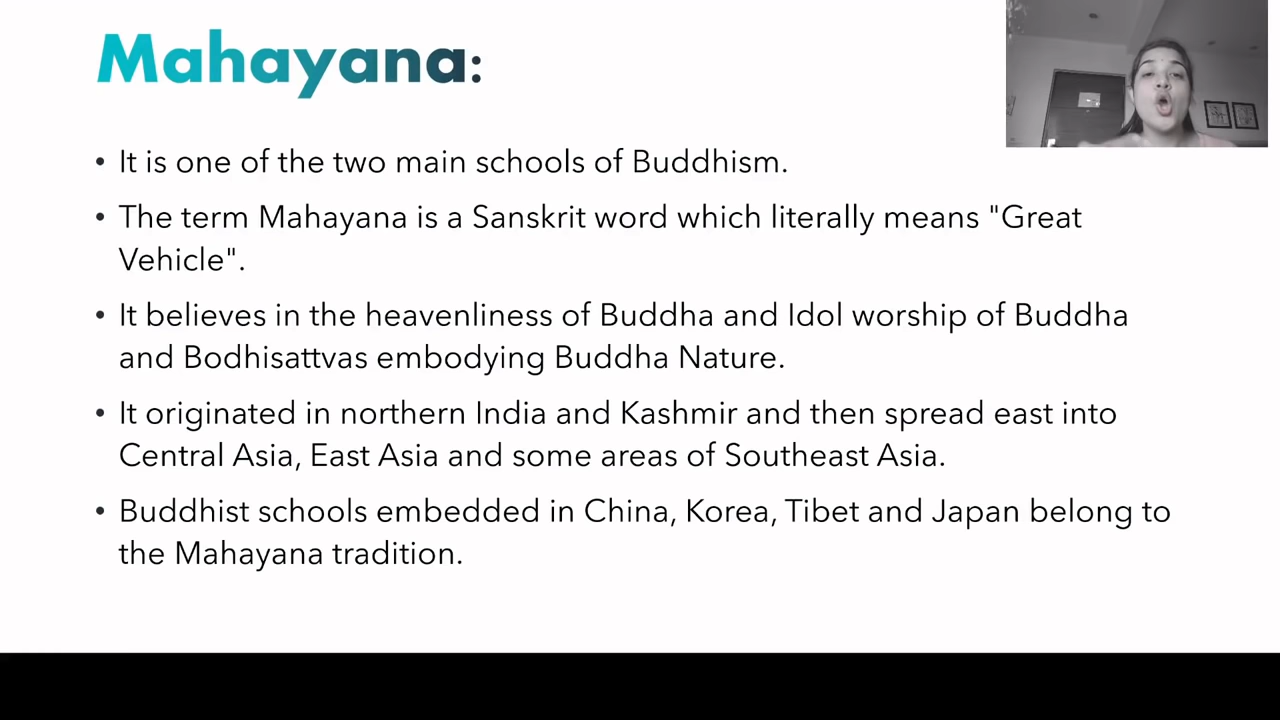 Mahayana:
• It is one of the two main schools of Buddhism.
• The term Mahayana is a Sanskrit word which literally means "Great
Vehicle".
• It believes in the heavenliness of Buddha and Idol worship of Buddha
and Bodhisattvas embodying Buddha Nature.
• It originated in northern India and Kashmir and then spread east into
Central Asia, East Asia and some areas of Southeast Asia.
• Buddhist schools embedded in China, Korea, Tibet and Japan belong to
the Mahayana tradition.